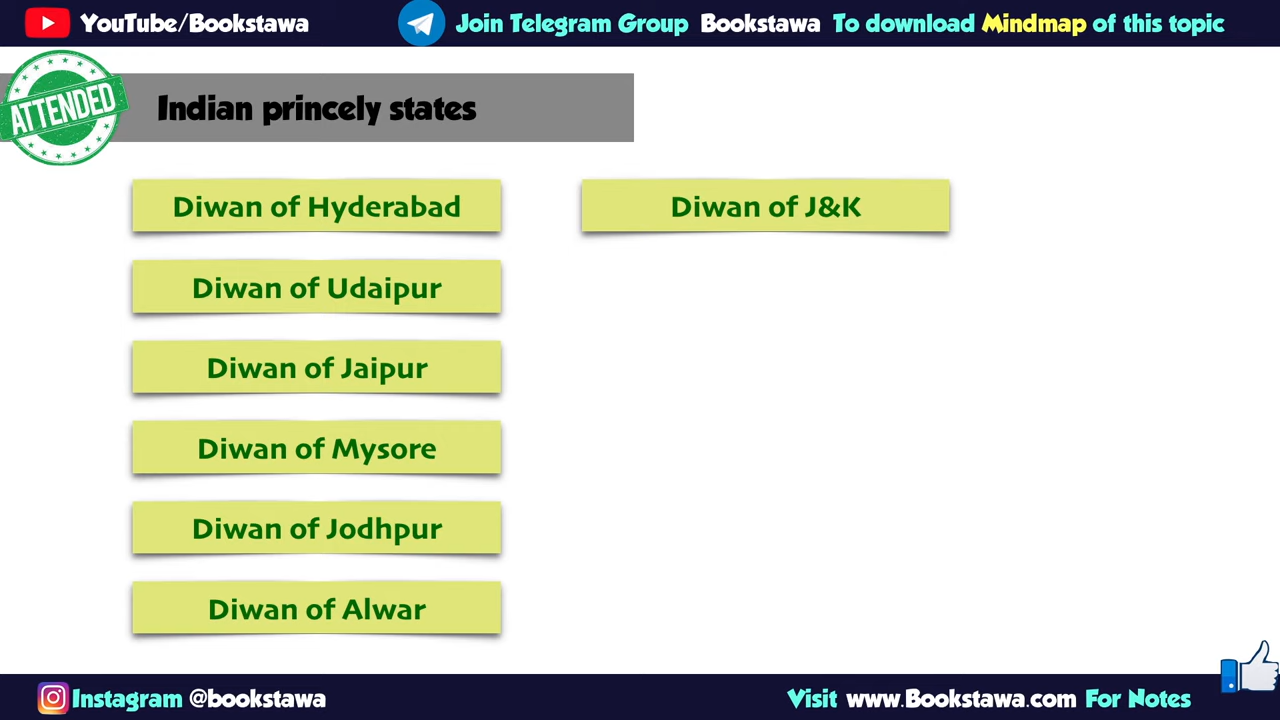 YouTube/Bookstawa
Join Telegram Group Bookstawa To download Mindmap of this topic
ATTENDED
Indian princely states
Diwan of Hyderabad
Diwan of Udaipur
Diwan of Jaipur
Diwan of Mysore
Diwan of Jodhpur
Diwan of Alwar
Diwan of J&K
Instagram @bookstawa
Visit www.Bookstawa.com For Notes